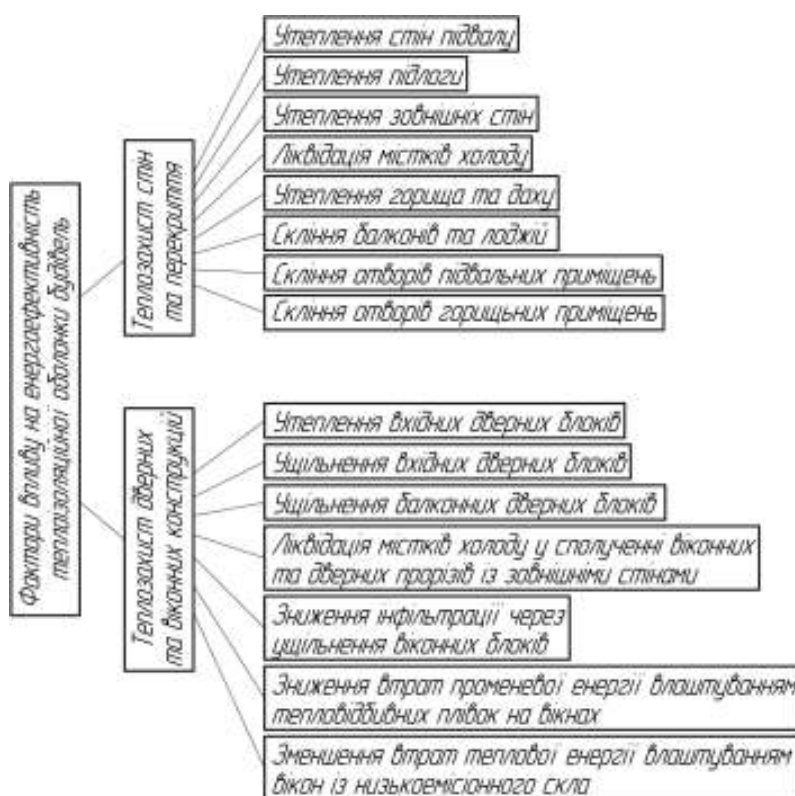 Фактори впливу на енергоефективність
теплоізоляційної оболонки будівель
Теплозахист стін
та перекриття
Утеплення стін підвалу
Утеплення підлоги
Утеплення зовнішніх стін
Ліквідація містків холоду
Утеплення горища та даху
Скління балконів та лоджій
Скління отворів підвальних приміщень
Скління отворів горищьних приміщень
Теплозахист дверних
та віконних конструкцій
Утеплення вхідних дверних блоків
Ущільнення вхідних дверних блоків
Ущільнення балконних дверних блоків
Ліквідація містків холоду у сполученні віконних
та дверних прорізів із зовнішніми стінами
Зниження інфільтрації через
ущільнення віконних блоків
Зниження втрат променевої енергії влаштуванням
тепловідбивних плівок на вікнах
Зменшення втрат теплової енергії влаштуванням
вікон із низькоемісіонного скла